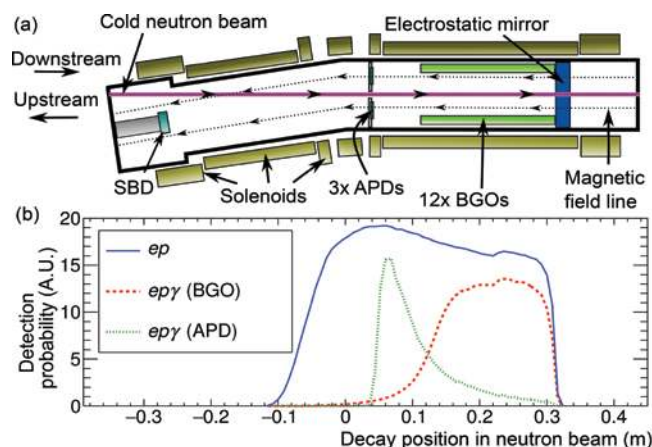 (a)
Cold neutron beam
Electrostatic mirror
Downstream
Upstream
SBD
Solenoids
3x APDs
12x BGOs
Magnetic
field line
(b)
20
15
10
5
0
Detection
probability (A.U.)
ep
epγ (BGO)
epγ (APD)
−0.3 −0.2 −0.1 0 0.1 0.2 0.3 0.4
Decay position in neutron beam (m)